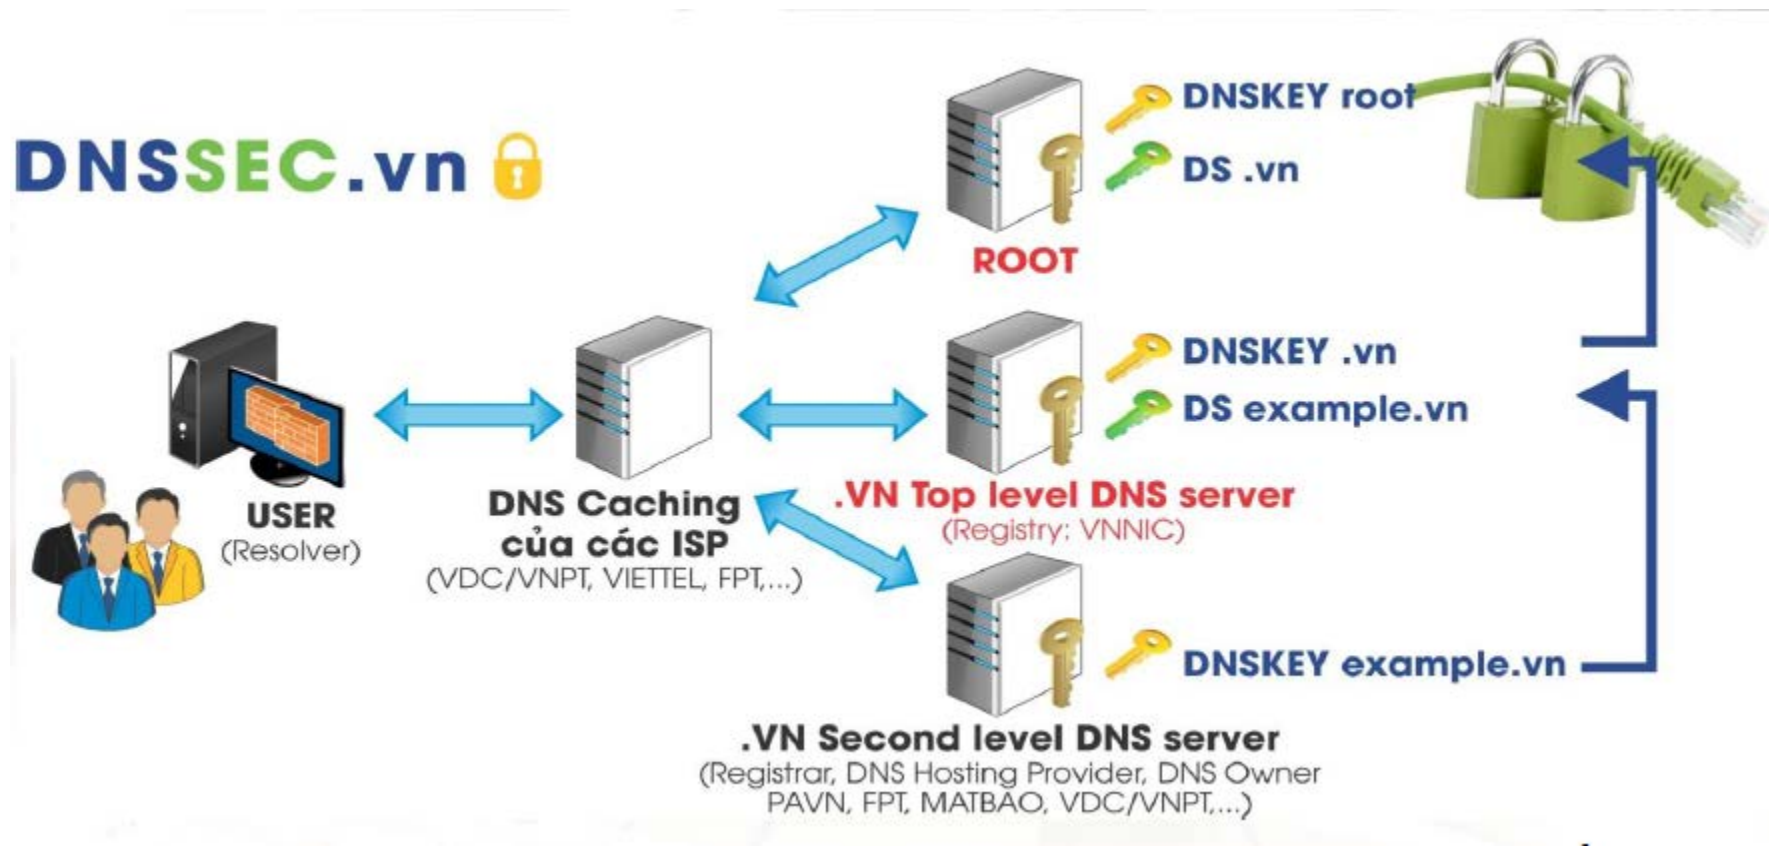 DNSSEC.vn
DNSKEY root
DS .vn
ROOT
DNSKEY .vn
DS example.vn
.VN Top level DNS server
(Registry: VNNIC)
USER
(Resolver)
DNS Caching
của các ISP
(VDC/VNPT, VIETTEL, FPT,...)
DNSKEY example.vn
.VN Second level DNS server
(Registrar, DNS Hosting Provider, DNS Owner
PAVN, FPT, MATBAO, VDC/VNPT,...)